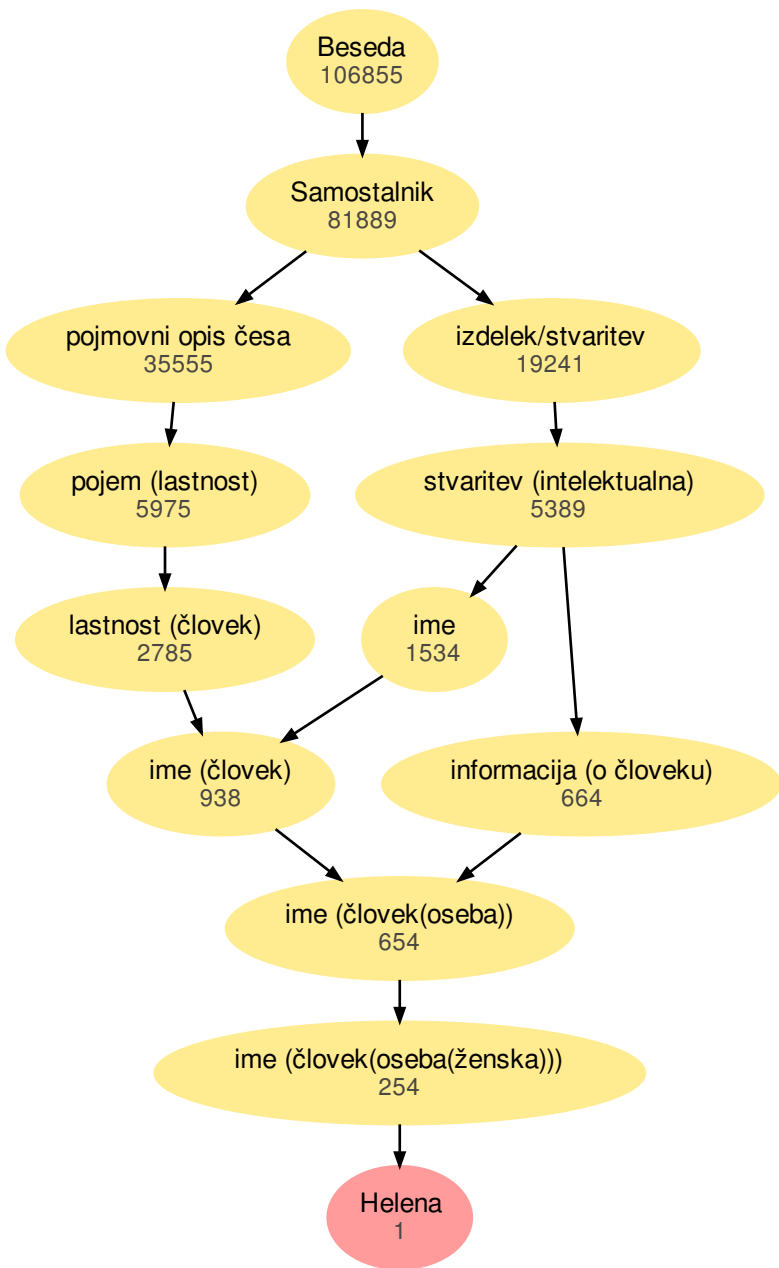 Beseda
106855
Samostalnik
81889
pojmovni opis česa
35555
izdelek/stvaritev
19241
pojem (lastnost)
5975
stvaritev (intelektualna)
5389
lastnost (človek)
2785
ime
1534
ime (človek)
938
informacija (o človeku)
664
ime (človek(oseba))
654
ime (človek(oseba(ženska)))
254
Helena
1